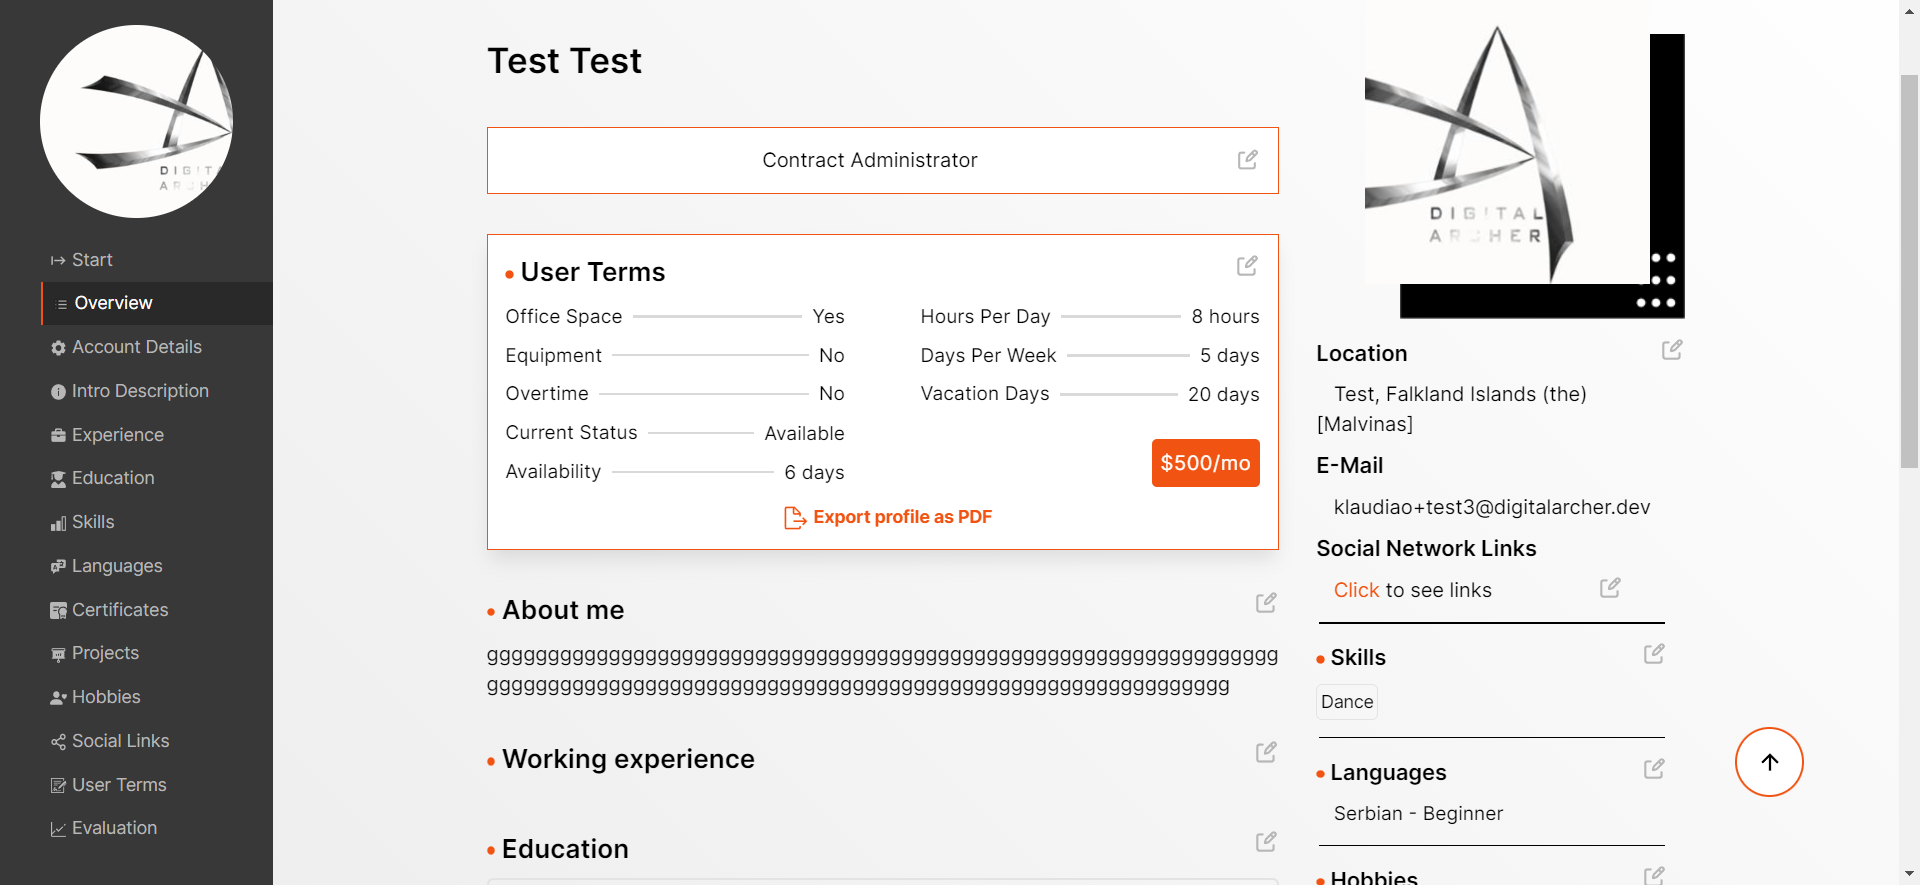 DIGITAL
ARCHER
Start
Overview
Account Details
Intro Description
Experience
Education
Skills
Languages
Certificates
Projects
Hobbies
Social Links
User Terms
Evaluation
Test Test
Contract Administrator
User Terms
Office Space Yes
Equipment No
Overtime No
Current Status Available
Availability 6 days
Hours Per Day 8 hours
Days Per Week 5 days
Vacation Days 20 days
$500/mo
Export profile as PDF
About me
ggggggggggggggggggggggggggggggggggggggggggggggggggggggggggggggggg
ggggggggggggggggggggggggggggggggggggggggggggggggggggggggggggg
Working experience
Education
DIGITAL
ARCHER
Location
Test, Falkland Islands (the)
[Malvinas]
E-Mail
klaudiao+test3@digitalarcher.dev
Social Network Links
Click to see links
Skills
Dance
Languages
Serbian - Beginner
Hobbies